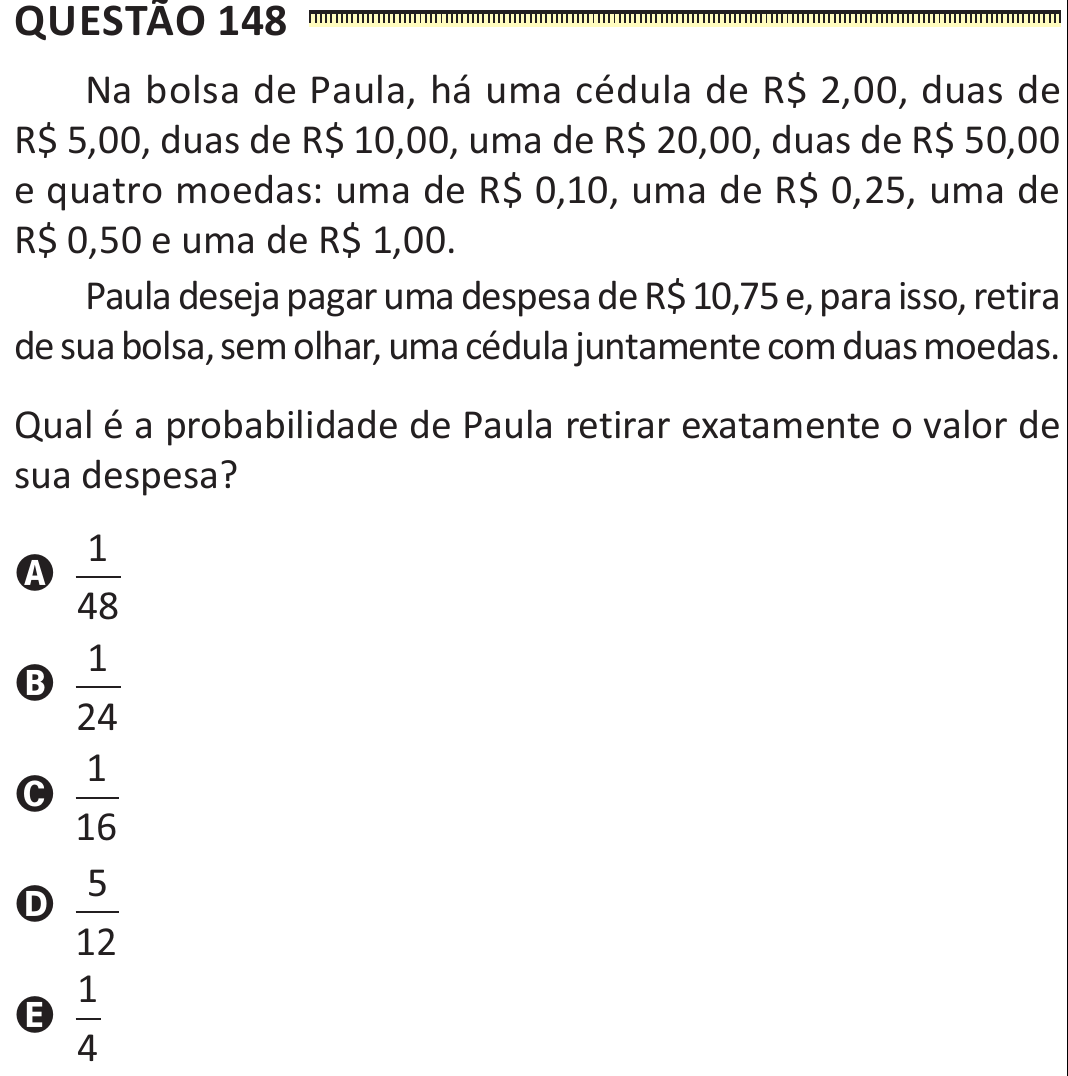 QUESTÃO 148
Na bolsa de Paula, há uma cédula de R$ 2,00, duas de
R$ 5,00, duas de R$ 10,00, uma de R$ 20,00, duas de R$ 50,00
e quatro moedas: uma de R$ 0,10, uma de R$ 0,25, uma de
R$ 0,50 e uma de R$ 1,00.
Paula deseja pagar uma despesa de R$ 10,75 e, para isso, retira
de sua bolsa, sem olhar, uma cédula juntamente com duas moedas.
Qual é a probabilidade de Paula retirar exatamente o valor de
sua despesa?
A 1/48
B 1/24
C 1/16
D 5/12
E 1/4